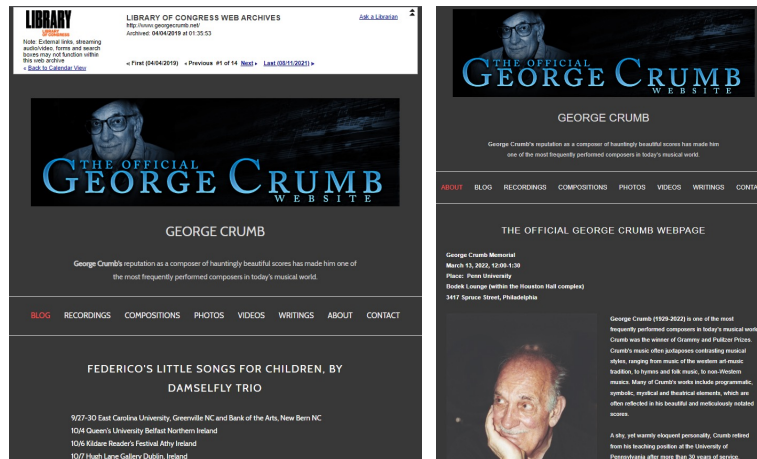 LIBRARY
LIBRARY OF CONGRESS
Note: External links, streaming
audio/video, forms and search
boxes may not function within
this web archive
« Back to Calendar View
LIBRARY OF CONGRESS WEB ARCHIVES
http://www.georgecrumb.net/
Archived: 04/04/2019 at 01:35:53
« First (04/04/2019) ◂ Previous #1 of 14 Next ▸ Last (08/11/2021) ▸
Ask a Librarian
THE OFFICIAL
GEORGE CRUMB
WEBSITE
GEORGE CRUMB
George Crumb's reputation as a composer of hauntingly beautiful scores has made him one of
the most frequently performed composers in today's musical world.
BLOG RECORDINGS COMPOSITIONS PHOTOS VIDEOS WRITINGS ABOUT CONTACT
FEDERICO'S LITTLE SONGS FOR CHILDREN, BY
DAMSELFLY TRIO
9/27-30 East Carolina University, Greenville NC and Bank of the Arts, New Bern NC
10/4 Queen's University Belfast Northern Ireland
10/6 Kildare Reader's Festival Athy Ireland
10/7 Hugh Lane Gallery Dublin, Ireland
THE OFFICIAL
GEORGE CRUMB
WEBSITE
GEORGE CRUMB
George Crumb's reputation as a composer of hauntingly beautiful scores has made him
one of the most frequently performed composers in today's musical world.
ABOUT BLOG RECORDINGS COMPOSITIONS PHOTOS VIDEOS WRITINGS CONTA
THE OFFICIAL GEORGE CRUMB WEBPAGE
George Crumb Memorial
March 13, 2022, 12:00-1:30
Place: Penn University
Bodek Lounge (within the Houston Hall complex)
3417 Spruce Street, Philadelphia
George Crumb (1929-2022) is one of the most
frequently performed composers in today's musical worl
Crumb was the winner of Grammy and Pulitzer Prizes.
Crumb's music often juxtaposes contrasting musical
styles, ranging from music of the western art-music
tradition, to hymns and folk music, to non-Western
musics. Many of Crumb's works include programmatic,
symbolic, mystical and theatrical elements, which are
often reflected in his beautiful and meticulously notated
scores.
A shy, yet warmly eloquent personality, Crumb retired
from his teaching position at the University of
Pennsylvania after more than 30 years of service.